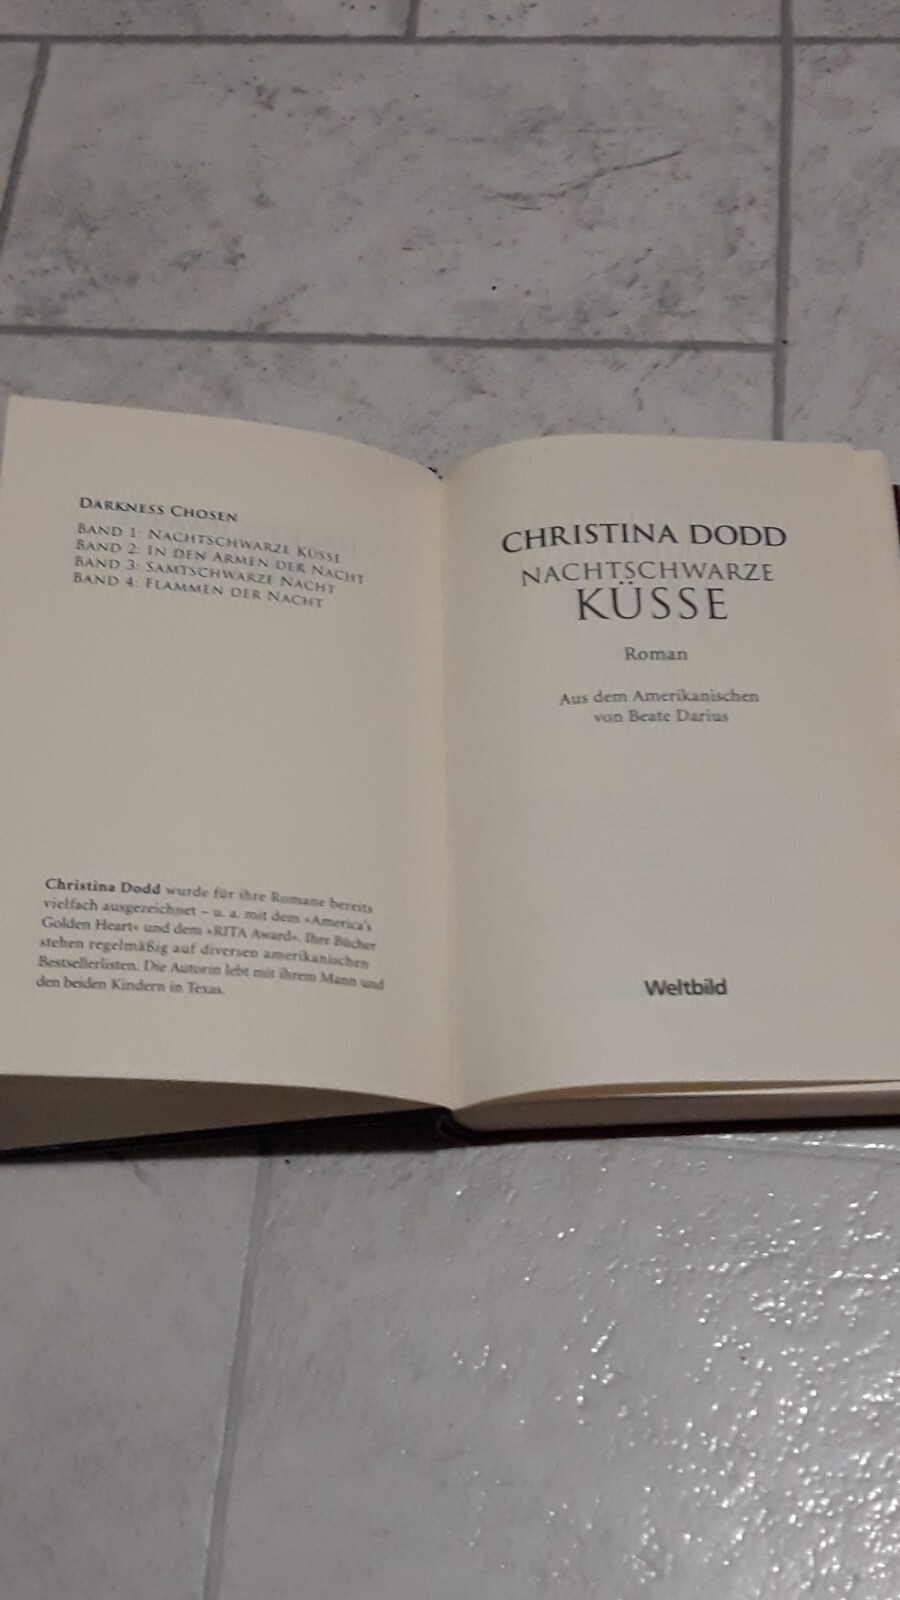 DARKNESS CHOSEN
BAND 1: NACHTSCHWARZE KÜSSE
BAND 2: IN DEN ARMEN DER NACHT
BAND 3: SAMTSCHWARZE NACHT
BAND 4: FLAMMEN DER NACHT
Christina Dodd wurde für ihre Romane bereits
vielfach ausgezeichnet – u. a. mit dem »America's
Golden Heart« und dem »RITA Award«. Ihre Bücher
stehen regelmäßig auf diversen amerikanischen
Bestsellerlisten. Die Autorin lebt mit ihrem Mann und
den beiden Kindern in Texas.
CHRISTINA DODD
NACHTSCHWARZE
KÜSSE
Roman
Aus dem Amerikanischen
von Beate Darius
Weltbild